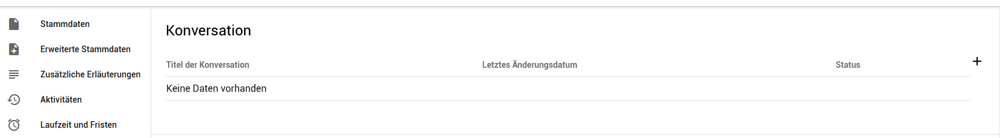 Stammdaten
Erweiterte Stammdaten
Zusätzliche Erläuterungen
Aktivitäten
Laufzeit und Fristen
Konversation
Titel der Konversation Letztes Änderungsdatum Status
Keine Daten vorhanden